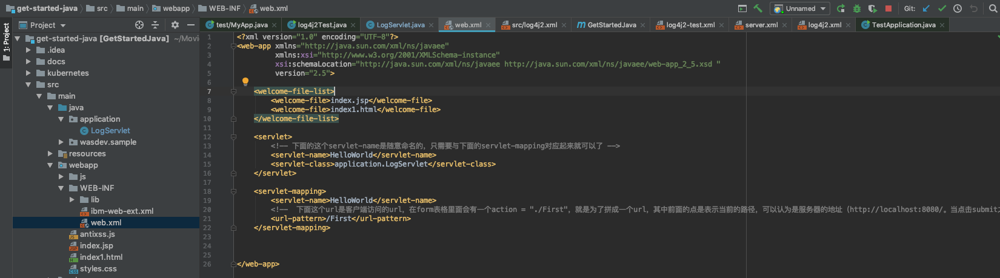 get-started-java > src > main > webapp > WEB-INF > web.xml
Unnamed
Git:
1: Project
Project
test/MyApp.java
log4j2Test.java
LogServlet.java
web.xml
src/log4j2.xml
GetStartedJava
log4j2-test.xml
server.xml
log4j2.xml
TestApplication.java
get-started-java [GetStartedJava] ~/Movi
.idea
docs
kubernetes
src
main
java
application
LogServlet
wasdev.sample
resources
webapp
js
WEB-INF
lib
ibm-web-ext.xml
web.xml
antixss.js
index.jsp
index1.html
styles.css
1 <?xml version="1.0" encoding="UTF-8"?>
2 <web-app xmlns="http://java.sun.com/xml/ns/javaee"
3 xmlns:xsi="http://www.w3.org/2001/XMLSchema-instance"
4 xsi:schemaLocation="http://java.sun.com/xml/ns/javaee http://java.sun.com/xml/ns/javaee/web-app_2_5.xsd "
5 version="2.5">
6
7 <welcome-file-list>
8 <welcome-file>index.jsp</welcome-file>
9 <welcome-file>index1.html</welcome-file>
10 </welcome-file-list>
11
12 <servlet>
13 <!-- 下面的这个servlet-name是随意命名的，只需要与下面的servlet-mapping对应起来就可以了 -->
14 <servlet-name>HelloWorld</servlet-name>
15 <servlet-class>application.LogServlet</servlet-class>
16 </servlet>
17
18 <servlet-mapping>
19 <servlet-name>HelloWorld</servlet-name>
20 <!-- 下面这个url是客户端访问的url，在form表格里面会有一个action = "./First"，就是为了拼成一个url，其中前面的点是表示当前的路径，可以认为是服务器的地址（http://localhost:8080/。当点击submit
21 <url-pattern>/First</url-pattern>
22 </servlet-mapping>
23
24
25
26 </web-app>